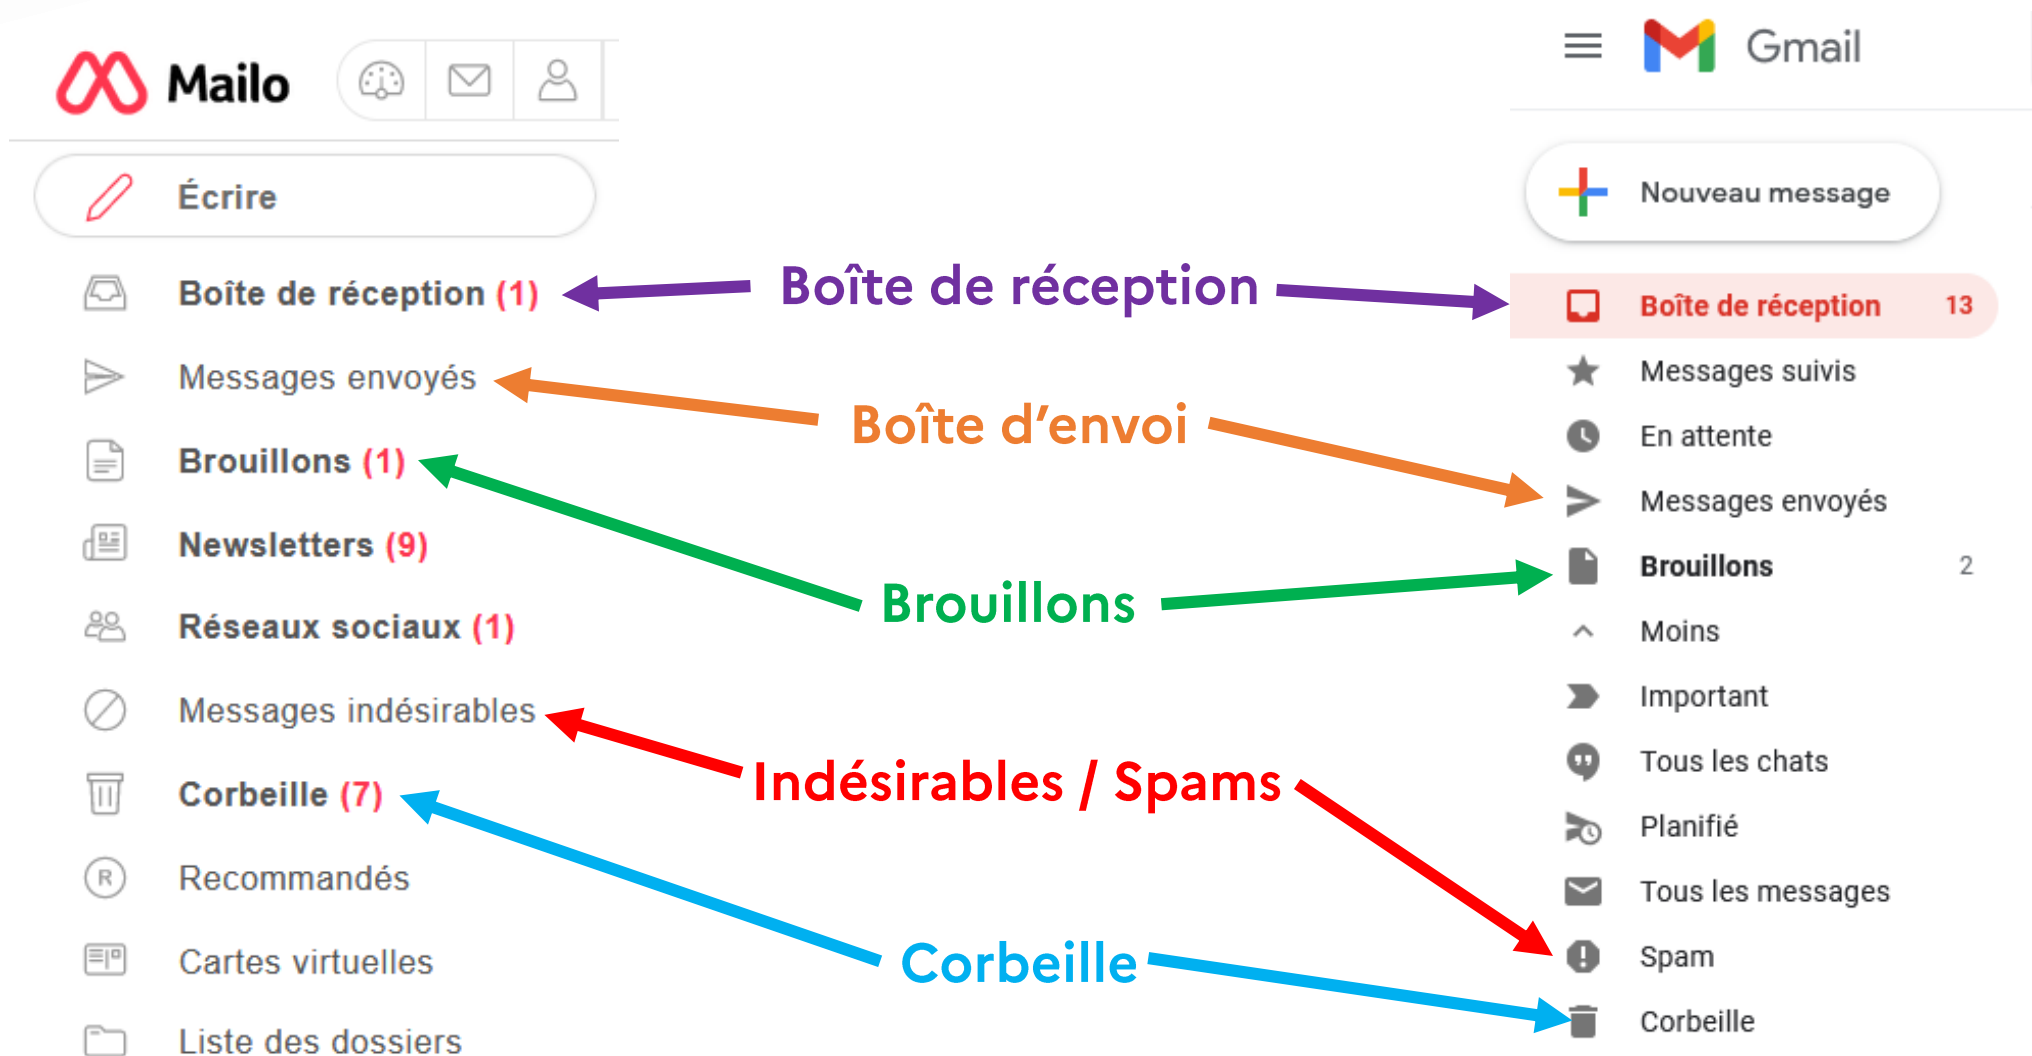 Mailo
Écrire
Boîte de réception (1)
Messages envoyés
Brouillons (1)
Newsletters (9)
Réseaux sociaux (1)
Messages indésirables
Corbeille (7)
R
Recommandés
Cartes virtuelles
Liste des dossiers
Boîte de réception
Boîte d’envoi
Brouillons
Indésirables / Spams
Corbeille
Gmail
Nouveau message
Boîte de réception 13
Messages suivis
En attente
Messages envoyés
Brouillons 2
Moins
Important
Tous les chats
Planifié
Tous les messages
Spam
Corbeille